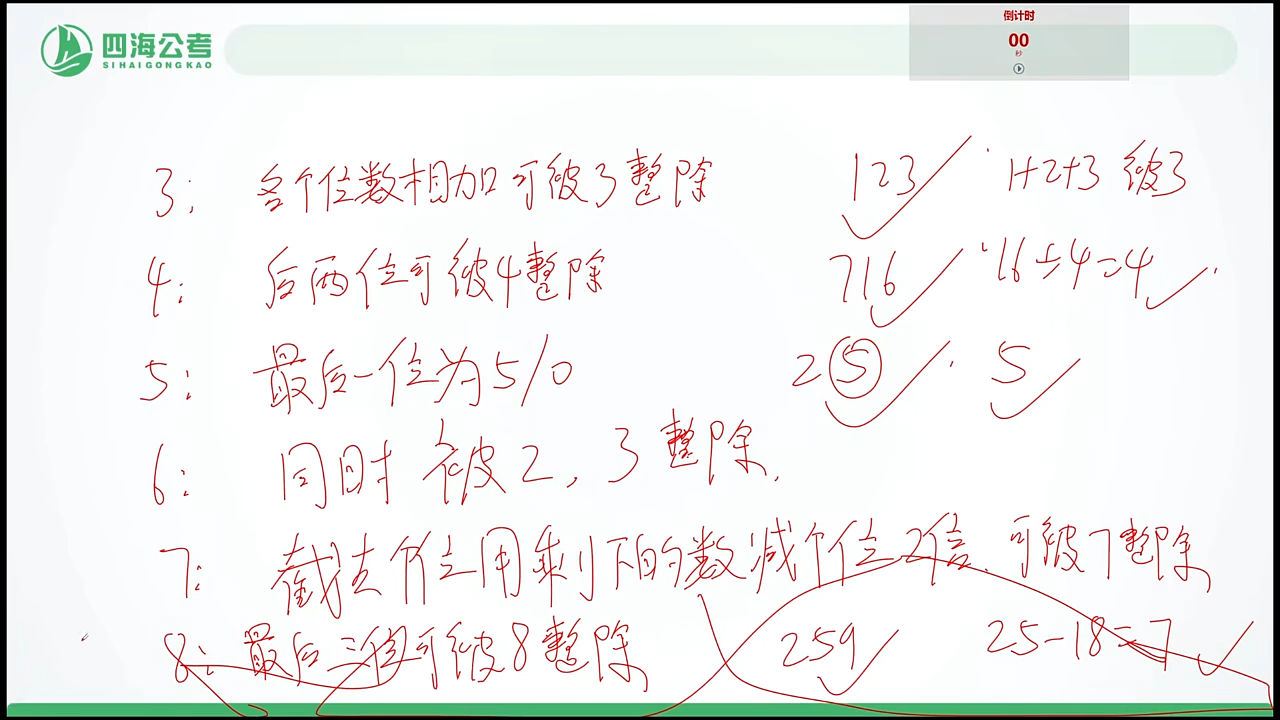 四海公考
SIHAIGONGKAO
倒计时
00
秒
3: 各个位数相加可被3整除 123 1+2+3 被3
4: 后两位可被4整除 716 16÷4=4
5: 最后一位为5/0 25 5
6: 同时被2,3整除.
7: 截去个位用剩下的数减个位2倍.可被7整除
8: 最后三位可被8整除 259 25-18=7